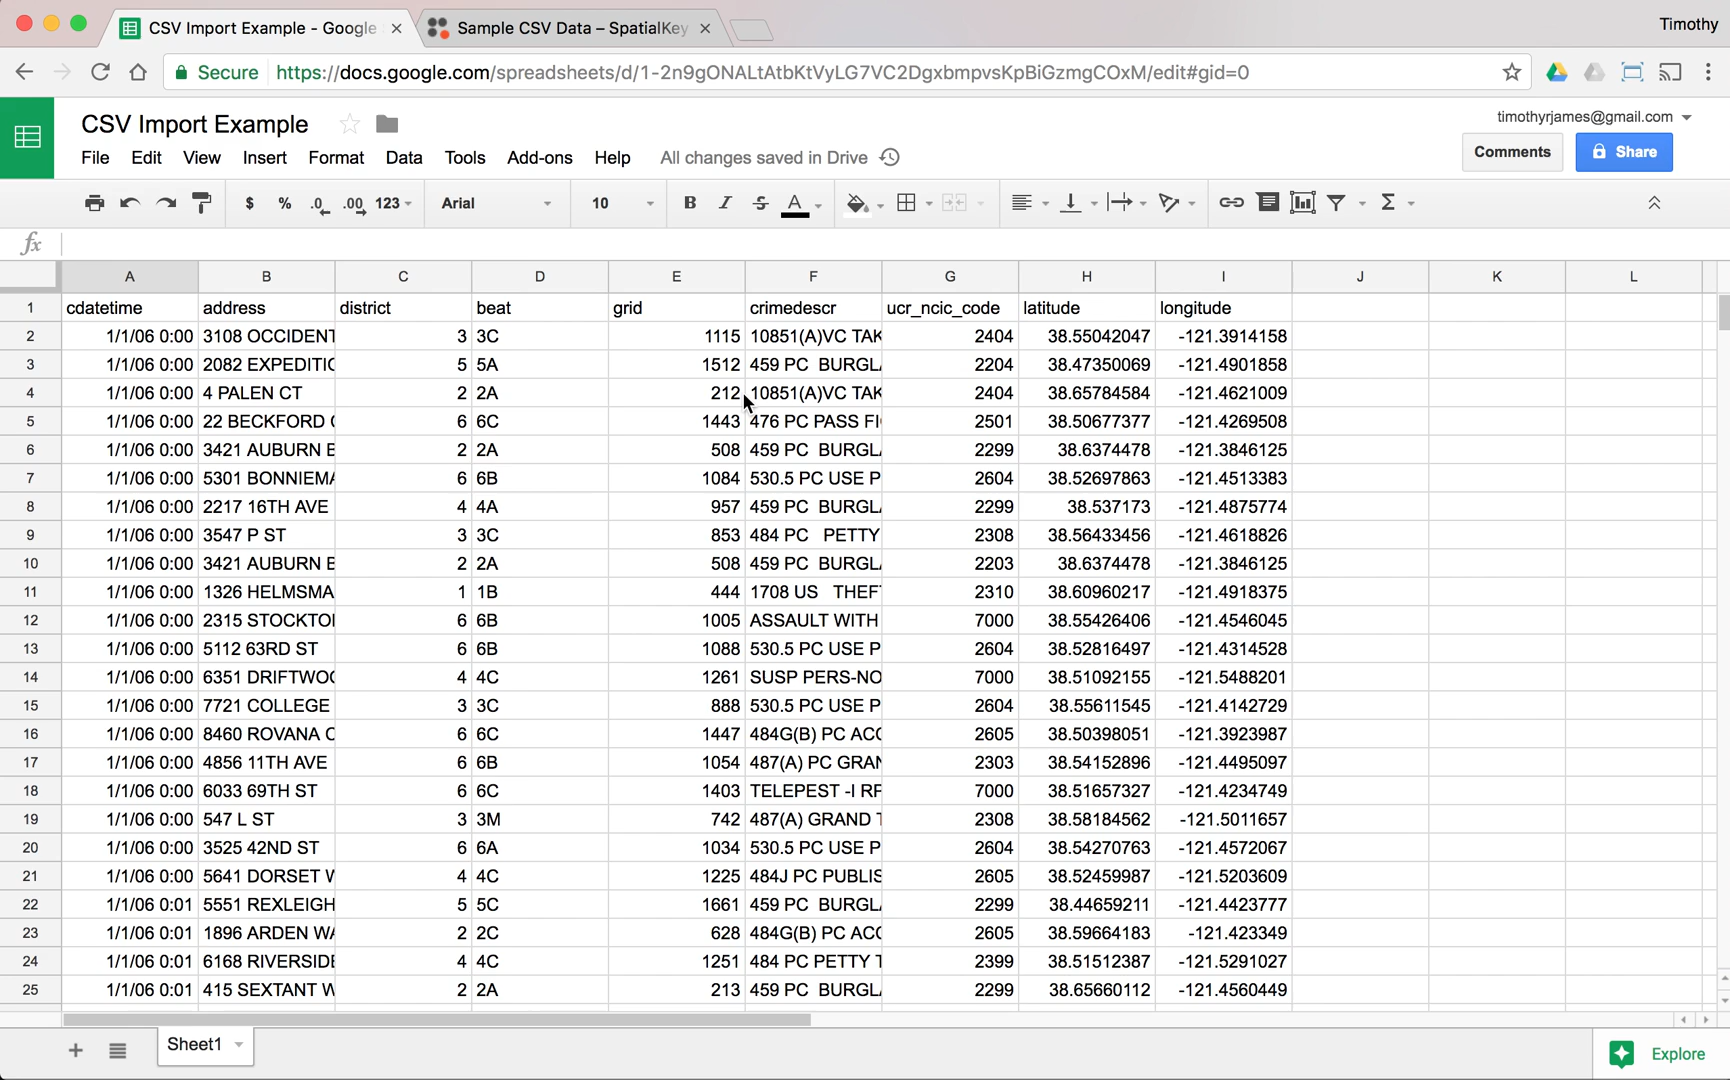 CSV Import Example - Google
Sample CSV Data – SpatialKey
Timothy
Secure https://docs.google.com/spreadsheets/d/1-2n9gONALtAtbKtVyLG7VC2DgxbmpvsKpBiGzmgCOxM/edit#gid=0
CSV Import Example
timothyrjames@gmail.com
File Edit View Insert Format Data Tools Add-ons Help All changes saved in Drive
Comments Share
$ % .0 .00 123 Arial 10 B I S A Σ
fx
A B C D E F G H I J K L
1 cdatetime address district beat grid crimedescr ucr_ncic_code latitude longitude
2 1/1/06 0:00 3108 OCCIDENT 3 3C 1115 10851(A)VC TAK 2404 38.55042047 -121.3914158
3 1/1/06 0:00 2082 EXPEDITIO 5 5A 1512 459 PC BURGL 2204 38.47350069 -121.4901858
4 1/1/06 0:00 4 PALEN CT 2 2A 212 10851(A)VC TAK 2404 38.65784584 -121.4621009
5 1/1/06 0:00 22 BECKFORD 6 6C 1443 476 PC PASS FI 2501 38.50677377 -121.4269508
6 1/1/06 0:00 3421 AUBURN B 2 2A 508 459 PC BURGL 2299 38.6374478 -121.3846125
7 1/1/06 0:00 5301 BONNIEMA 6 6B 1084 530.5 PC USE P 2604 38.52697863 -121.4513383
8 1/1/06 0:00 2217 16TH AVE 4 4A 957 459 PC BURGL 2299 38.537173 -121.4875774
9 1/1/06 0:00 3547 P ST 3 3C 853 484 PC PETTY 2308 38.56433456 -121.4618826
10 1/1/06 0:00 3421 AUBURN B 2 2A 508 459 PC BURGL 2203 38.6374478 -121.3846125
11 1/1/06 0:00 1326 HELMSMA 1 1B 444 1708 US THEF 2310 38.60960217 -121.4918375
12 1/1/06 0:00 2315 STOCKTO 6 6B 1005 ASSAULT WITH 7000 38.55426406 -121.4546045
13 1/1/06 0:00 5112 63RD ST 6 6B 1088 530.5 PC USE P 2604 38.52816497 -121.4314528
14 1/1/06 0:00 6351 DRIFTWOO 4 4C 1261 SUSP PERS-NO 7000 38.51092155 -121.5488201
15 1/1/06 0:00 7721 COLLEGE 3 3C 888 530.5 PC USE P 2604 38.55611545 -121.4142729
16 1/1/06 0:00 8460 ROVANA C 6 6C 1447 484G(B) PC ACC 2605 38.50398051 -121.3923987
17 1/1/06 0:00 4856 11TH AVE 6 6B 1054 487(A) PC GRAN 2303 38.54152896 -121.4495097
18 1/1/06 0:00 6033 69TH ST 6 6C 1403 TELEPEST -I RP 7000 38.51657327 -121.4234749
19 1/1/06 0:00 547 L ST 3 3M 742 487(A) GRAND T 2308 38.58184562 -121.5011657
20 1/1/06 0:00 3525 42ND ST 6 6A 1034 530.5 PC USE P 2604 38.54270763 -121.4572067
21 1/1/06 0:00 5641 DORSET W 4 4C 1225 484J PC PUBLIS 2605 38.52459987 -121.5203609
22 1/1/06 0:01 5551 REXLEIGH 5 5C 1661 459 PC BURGL 2299 38.44659211 -121.4423777
23 1/1/06 0:01 1896 ARDEN WA 2 2C 628 484G(B) PC ACC 2605 38.59664183 -121.423349
24 1/1/06 0:01 6168 RIVERSIDE 4 4C 1251 484 PC PETTY T 2399 38.51512387 -121.5291027
25 1/1/06 0:01 415 SEXTANT W 2 2A 213 459 PC BURGL 2299 38.65660112 -121.4560449
Sheet1
Explore